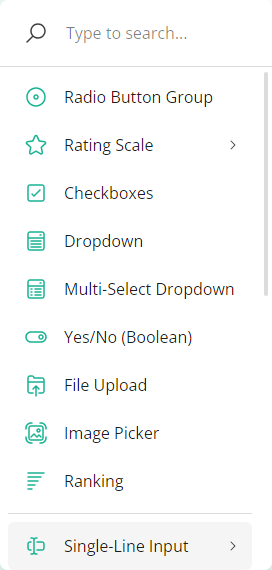 Type to search...
Radio Button Group
Rating Scale
Checkboxes
Dropdown
Multi-Select Dropdown
Yes/No (Boolean)
File Upload
Image Picker
Ranking
Single-Line Input